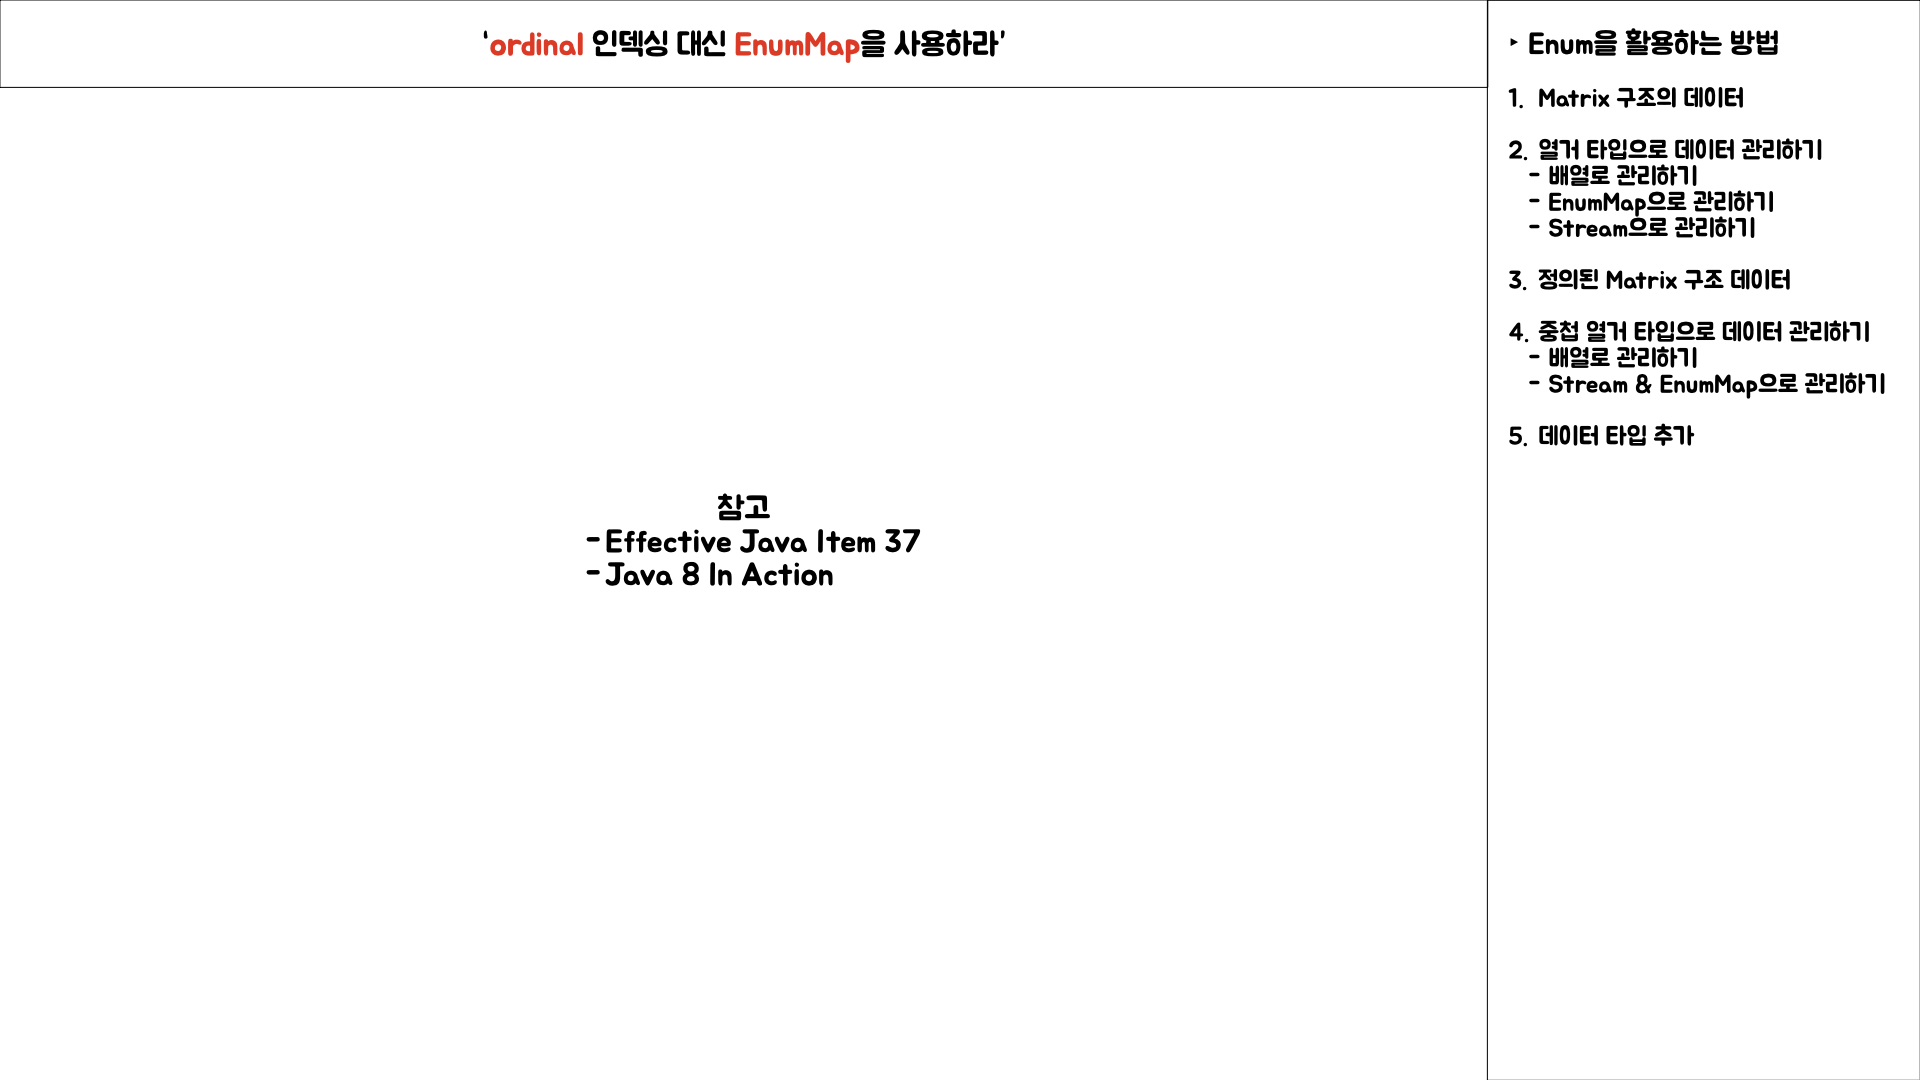 ‘ordinal 인덱싱 대신 EnumMap을 사용하라’
참고
-Effective Java Item 37
-Java 8 In Action
‣ Enum을 활용하는 방법
1. Matrix 구조의 데이터
2. 열거 타입으로 데이터 관리하기
- 배열로 관리하기
- EnumMap으로 관리하기
- Stream으로 관리하기
3. 정의된 Matrix 구조 데이터
4. 중첩 열거 타입으로 데이터 관리하기
- 배열로 관리하기
- Stream & EnumMap으로 관리하기
5. 데이터 타입 추가